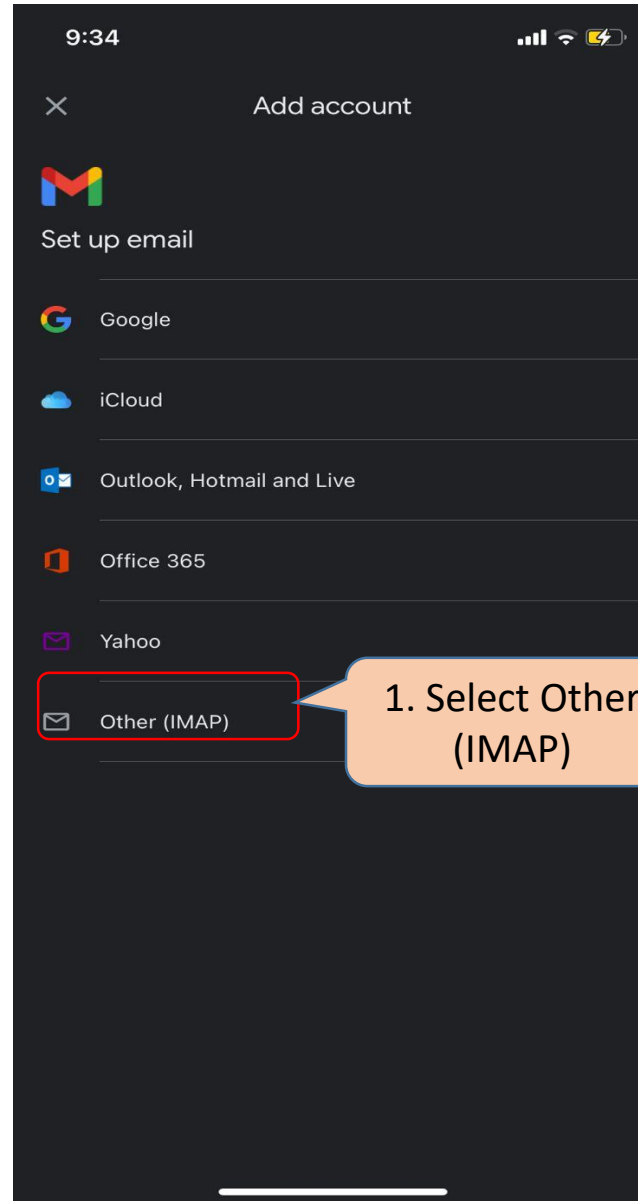 9:34
Add account
Set up email
Google
iCloud
Outlook, Hotmail and Live
Office 365
Yahoo
Other (IMAP)
1. Select Other
(IMAP)